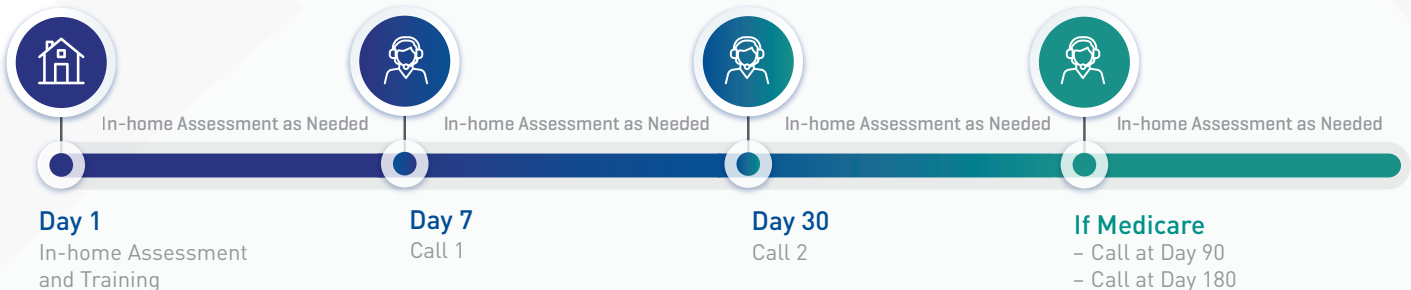 In-home Assessment as Needed
In-home Assessment as Needed
In-home Assessment as Needed
In-home Assessment as Needed
Day 1
In-home Assessment
and Training
Day 7
Call 1
Day 30
Call 2
If Medicare
– Call at Day 90
– Call at Day 180